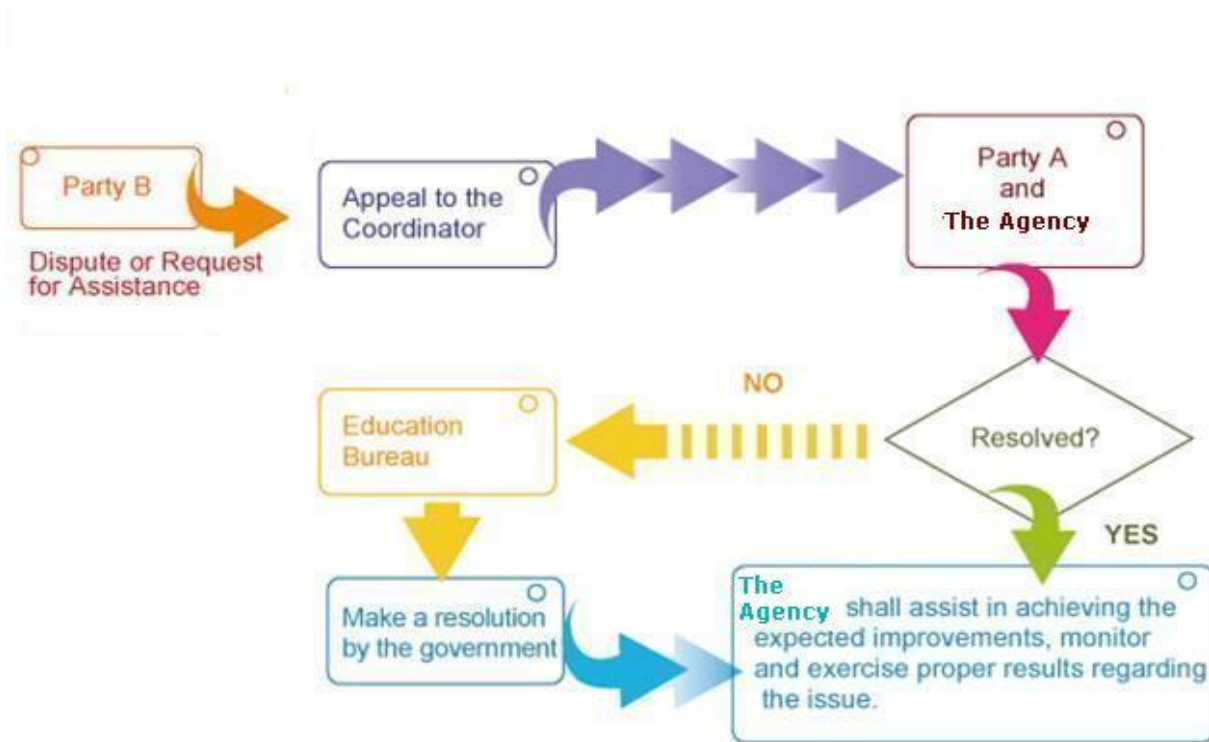 Party B
Dispute or Request
for Assistance
Appeal to the
Coordinator
Party A
and
The Agency
Resolved?
NO
YES
Education
Bureau
Make a resolution
by the government
The
Agency shall assist in achieving the
expected improvements, monitor
and exercise proper results regarding
the issue.